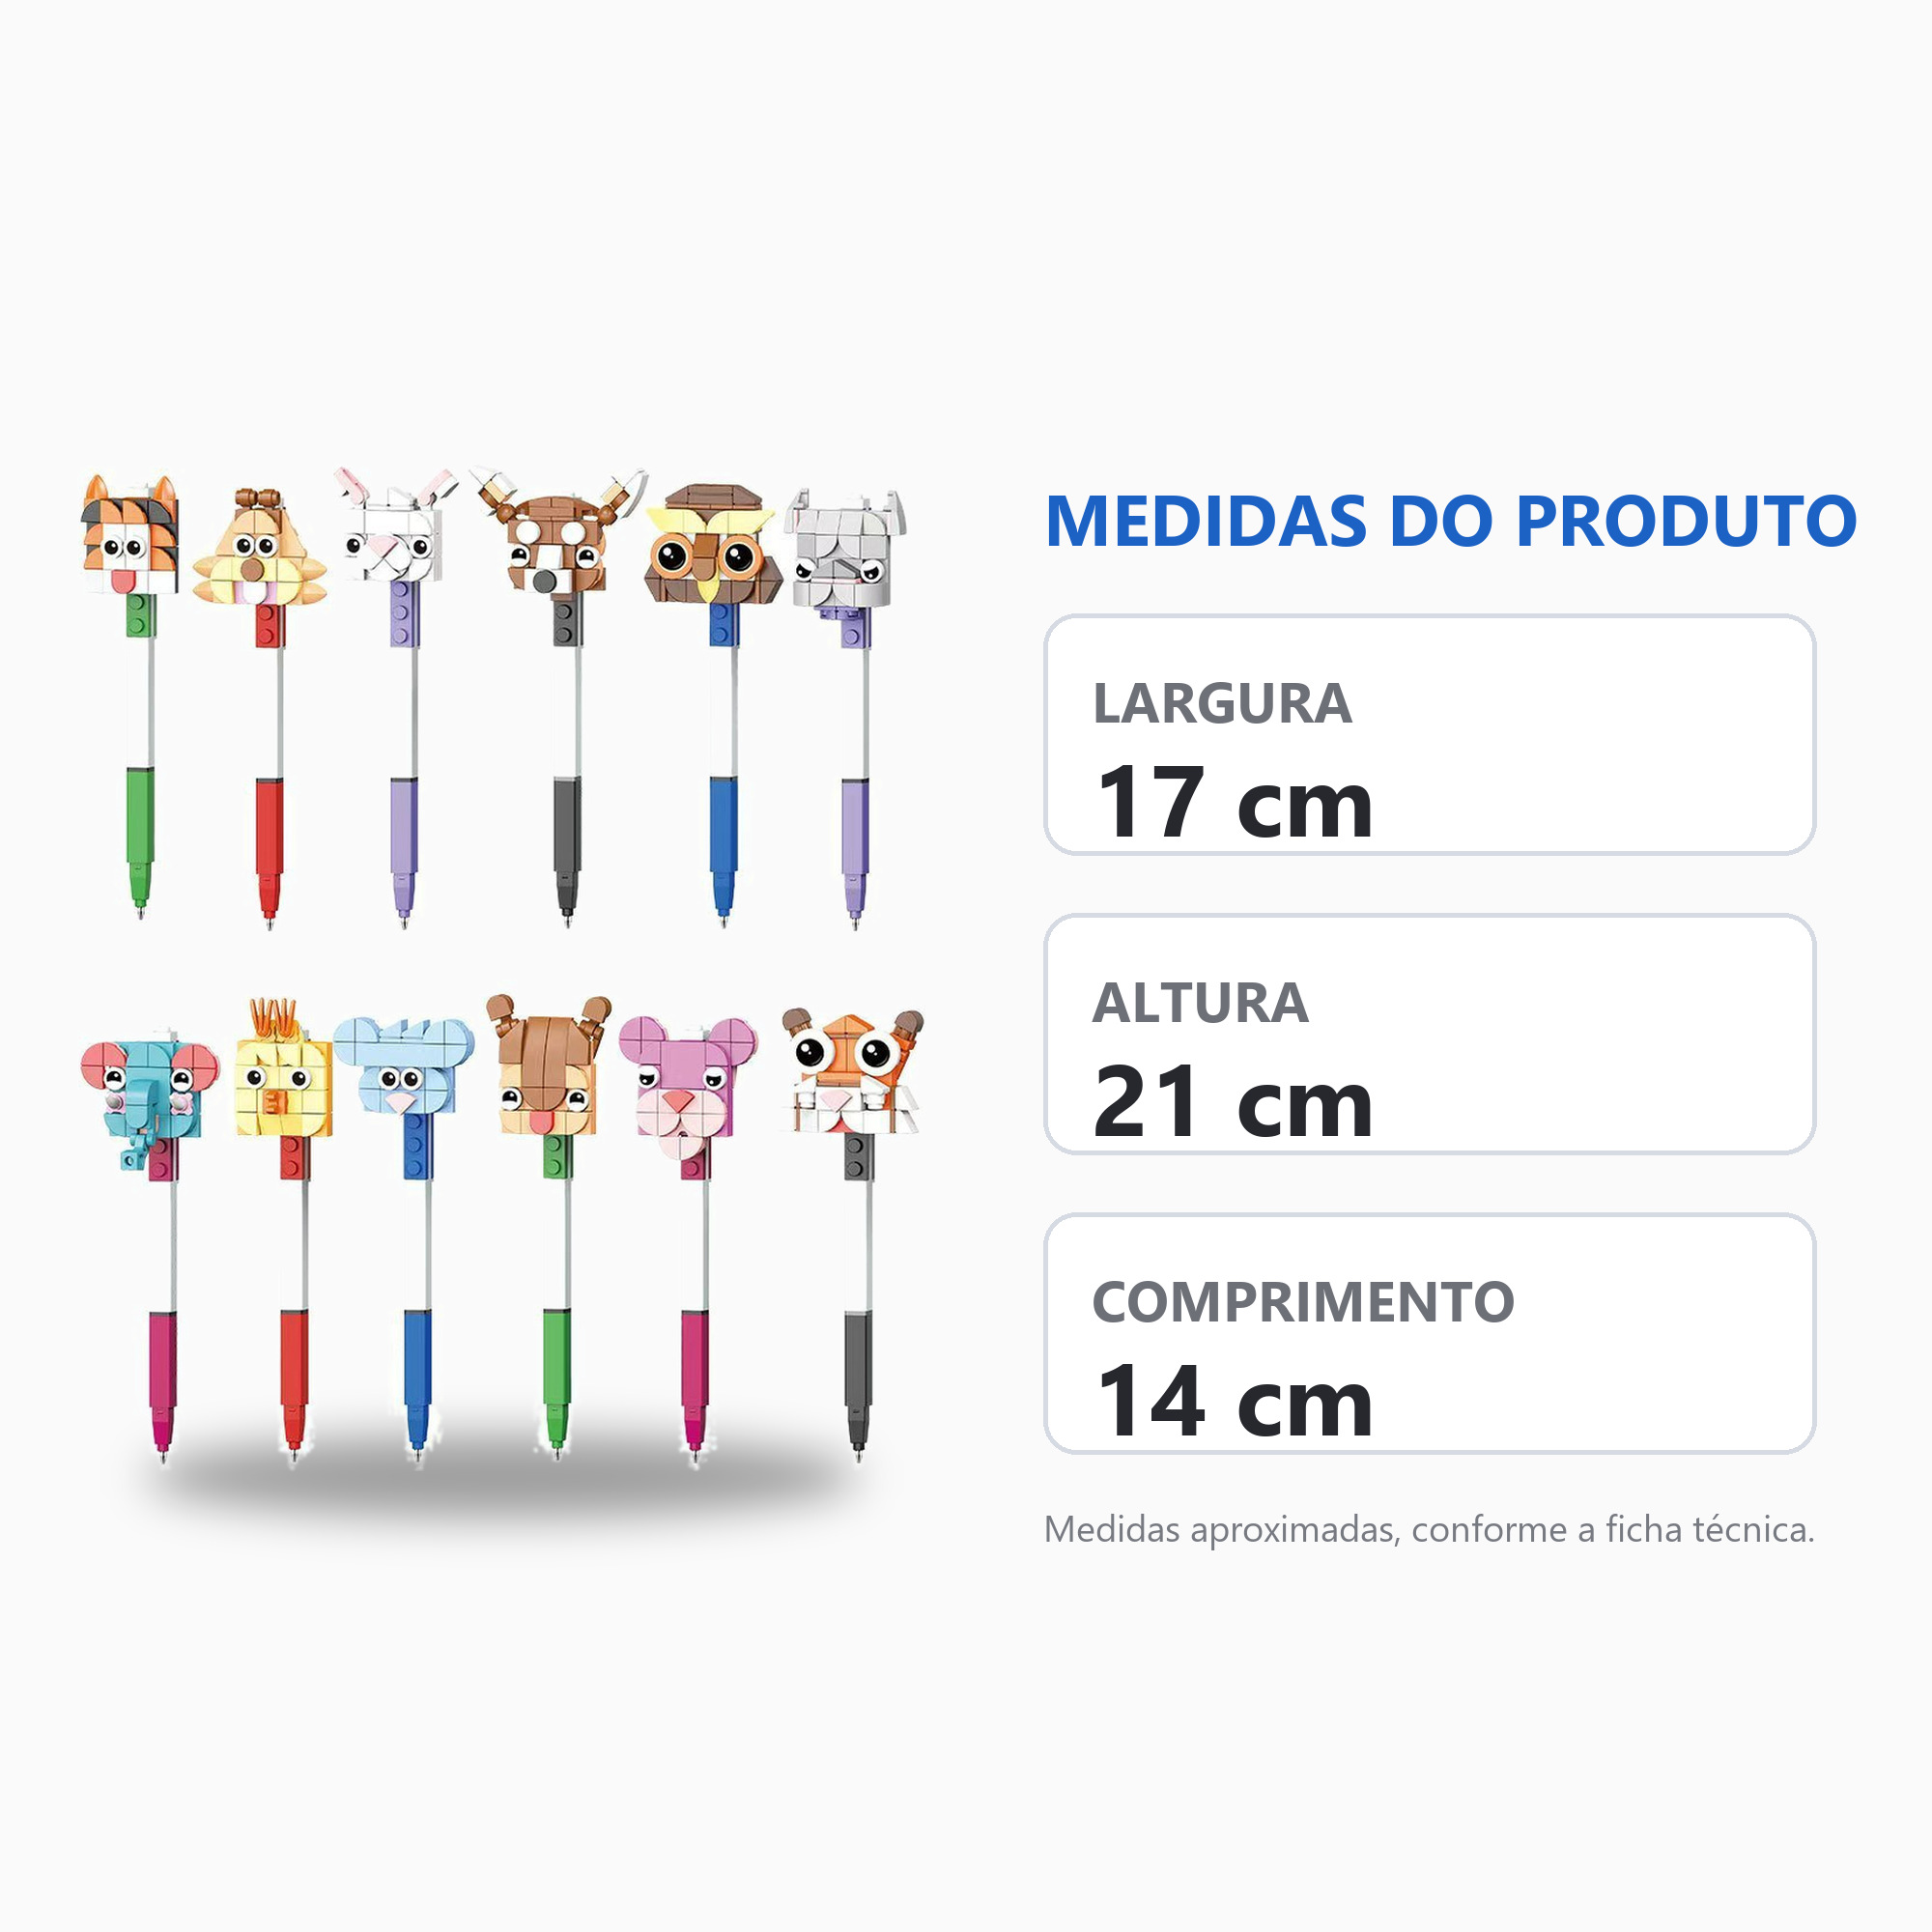 MEDIDAS DO PRODUTO
LARGURA
17 cm
ALTURA
21 cm
COMPRIMENTO
14 cm
Medidas aproximadas, conforme a ficha técnica.